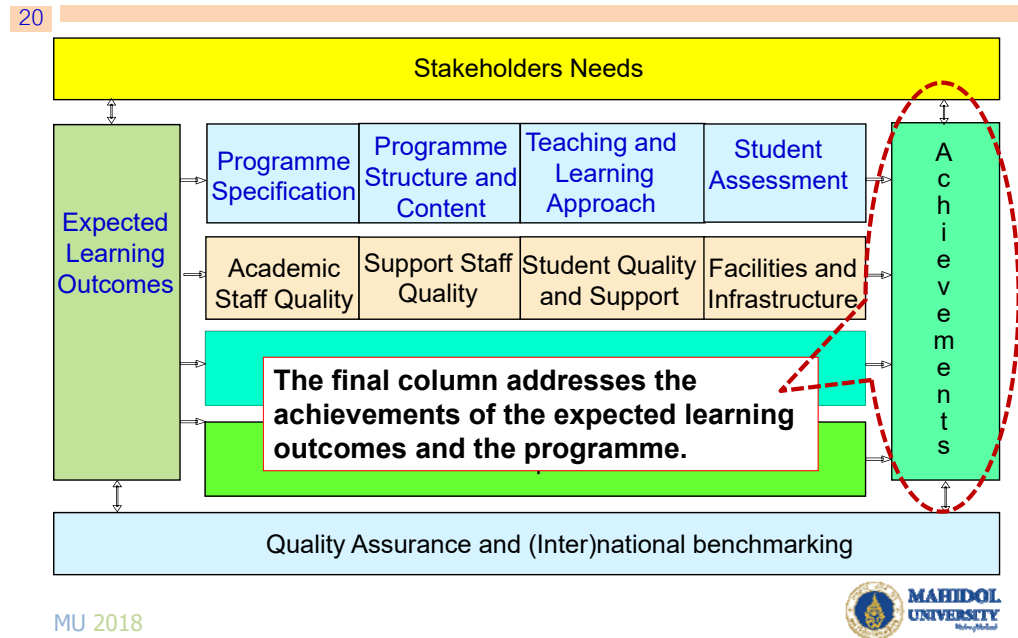 20
Stakeholders Needs
Expected
Learning
Outcomes
Programme
Specification
Programme
Structure and
Content
Teaching and
Learning
Approach
Student
Assessment
Academic
Staff Quality
Support Staff
Quality
Student Quality
and Support
Facilities and
Infrastructure
The final column addresses the
achievements of the expected learning
outcomes and the programme.
A
c
h
i
e
v
e
m
e
n
t
s
Quality Assurance and (Inter)national benchmarking
MU 2018
MAHIDOL
UNIVERSITY